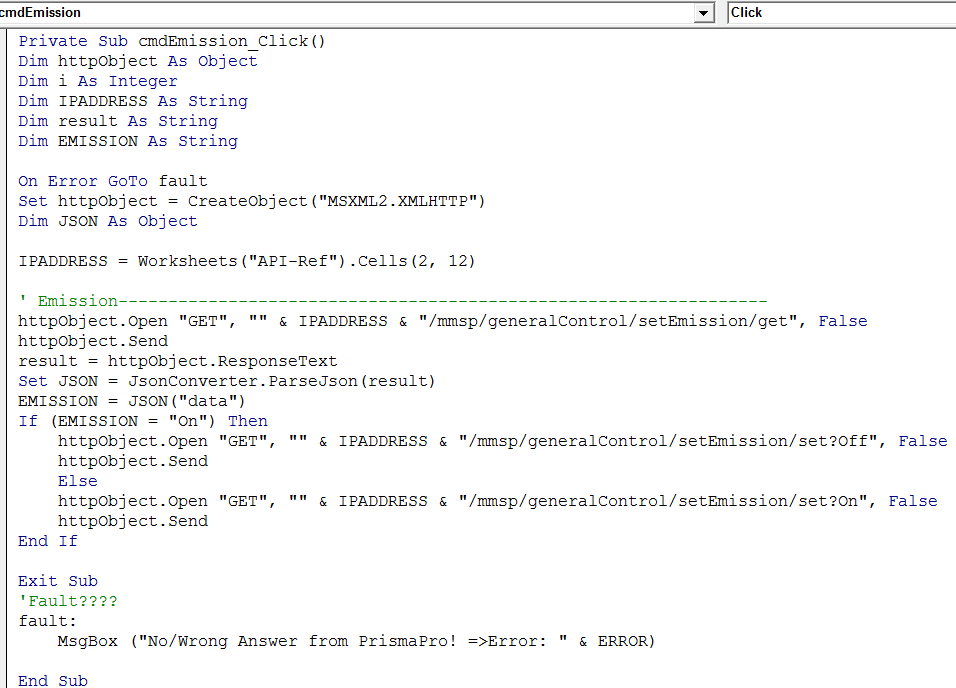 cmdEmission
Click
Private Sub cmdEmission_Click()
Dim httpObject As Object
Dim i As Integer
Dim IPADDRESS As String
Dim result As String
Dim EMISSION As String
On Error GoTo fault
Set httpObject = CreateObject("MSXML2.XMLHTTP")
Dim JSON As Object
IPADDRESS = Worksheets("API-Ref").Cells(2, 12)
' Emission-----------------------------------------------------------------
httpObject.Open "GET", "" & IPADDRESS & "/mmsp/generalControl/setEmission/get", False
httpObject.Send
result = httpObject.ResponseText
Set JSON = JsonConverter.ParseJson(result)
EMISSION = JSON("data")
If (EMISSION = "On") Then
    httpObject.Open "GET", "" & IPADDRESS & "/mmsp/generalControl/setEmission/set?Off", False
    httpObject.Send
    Else
    httpObject.Open "GET", "" & IPADDRESS & "/mmsp/generalControl/setEmission/set?On", False
    httpObject.Send
End If
Exit Sub
'Fault????
fault:
    MsgBox ("No/Wrong Answer from PrismaPro! =>Error: " & ERROR)
End Sub